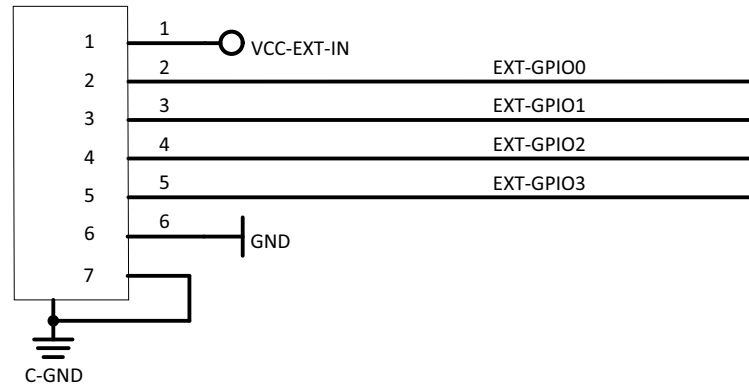 1 1 VCC-EXT-IN
2 2 EXT-GPIO0
3 3 EXT-GPIO1
4 4 EXT-GPIO2
5 5 EXT-GPIO3
6 6 GND
7
C-GND